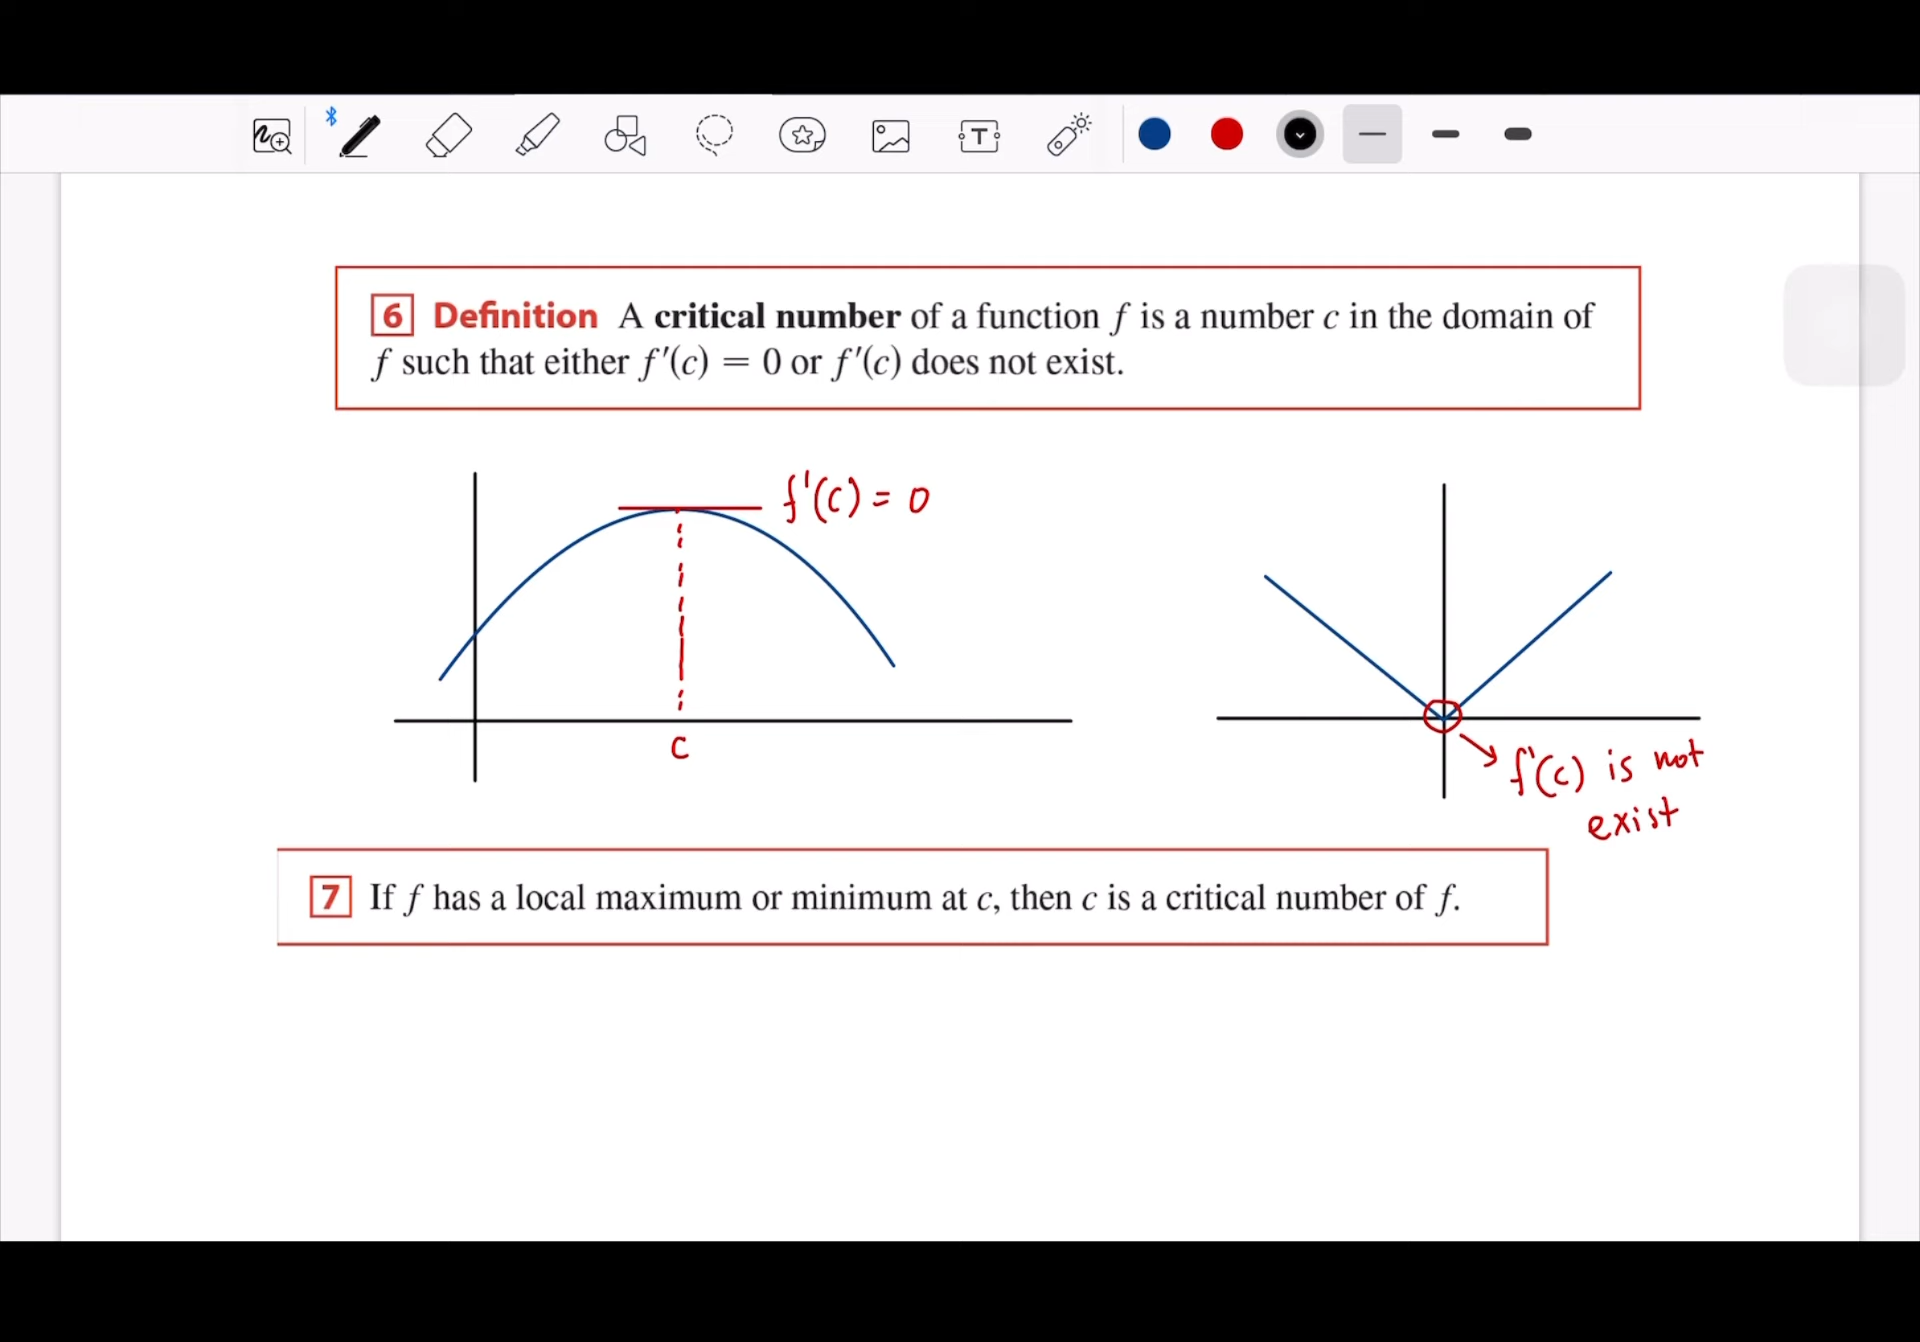 6 Definition A critical number of a function f is a number c in the domain of
f such that either f′(c) = 0 or f′(c) does not exist.
f'(c) = 0
c
f'(c) is not
exist
7 If f has a local maximum or minimum at c, then c is a critical number of f.